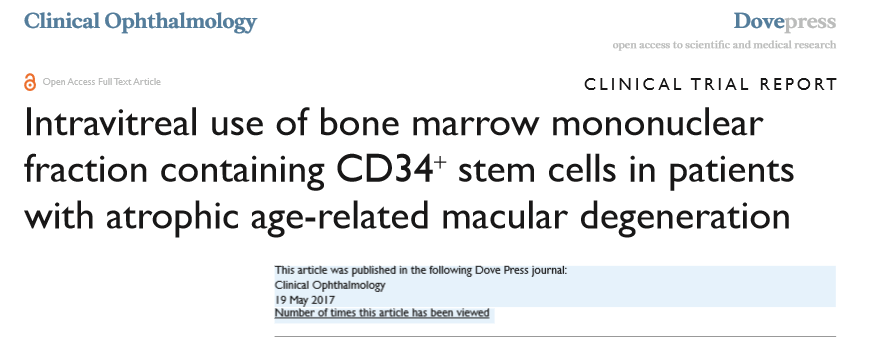 Clinical Ophthalmology
Dovepress
open access to scientific and medical research
Open Access Full Text Article
CLINICAL TRIAL REPORT
Intravitreal use of bone marrow mononuclear
fraction containing CD34⁺ stem cells in patients
with atrophic age-related macular degeneration
This article was published in the following Dove Press journal:
Clinical Ophthalmology
19 May 2017
Number of times this article has been viewed